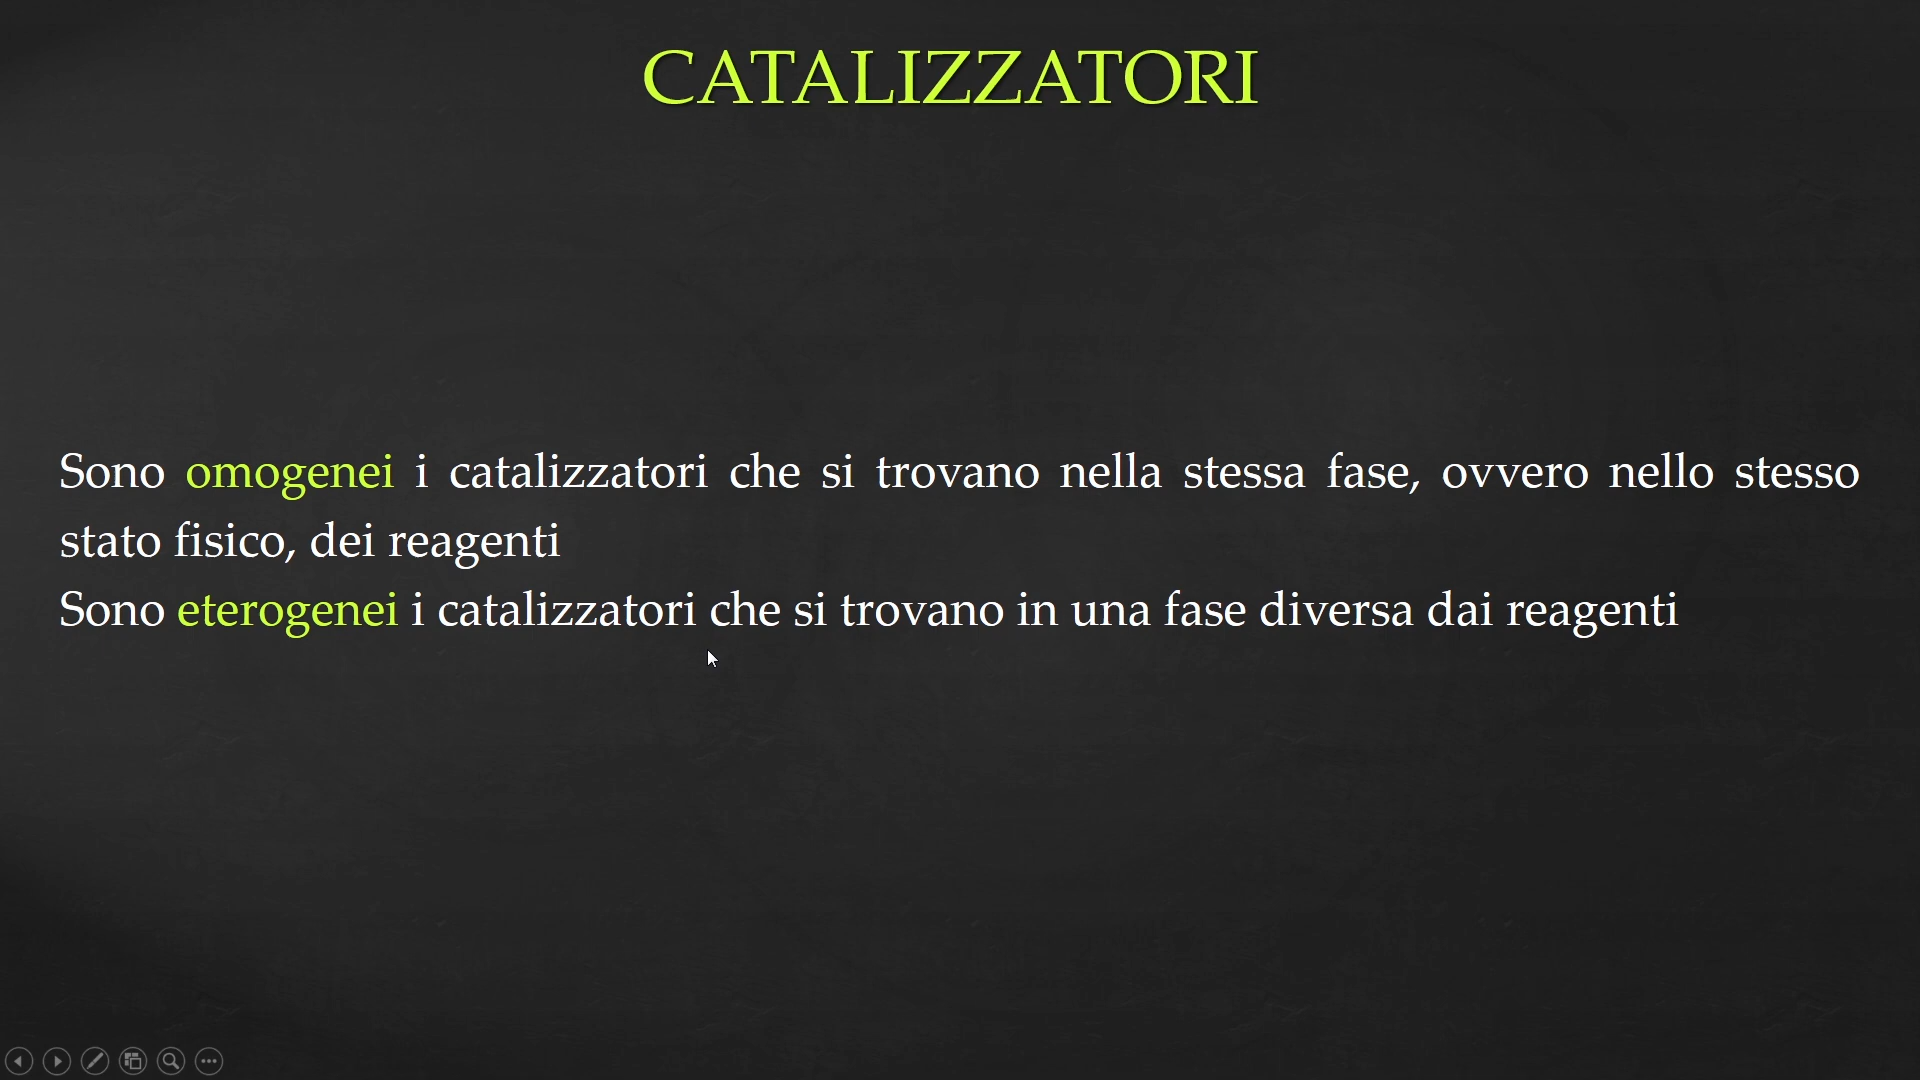 CATALIZZATORI
Sono omogenei i catalizzatori che si trovano nella stessa fase, ovvero nello stesso
stato fisico, dei reagenti
Sono eterogenei i catalizzatori che si trovano in una fase diversa dai reagenti